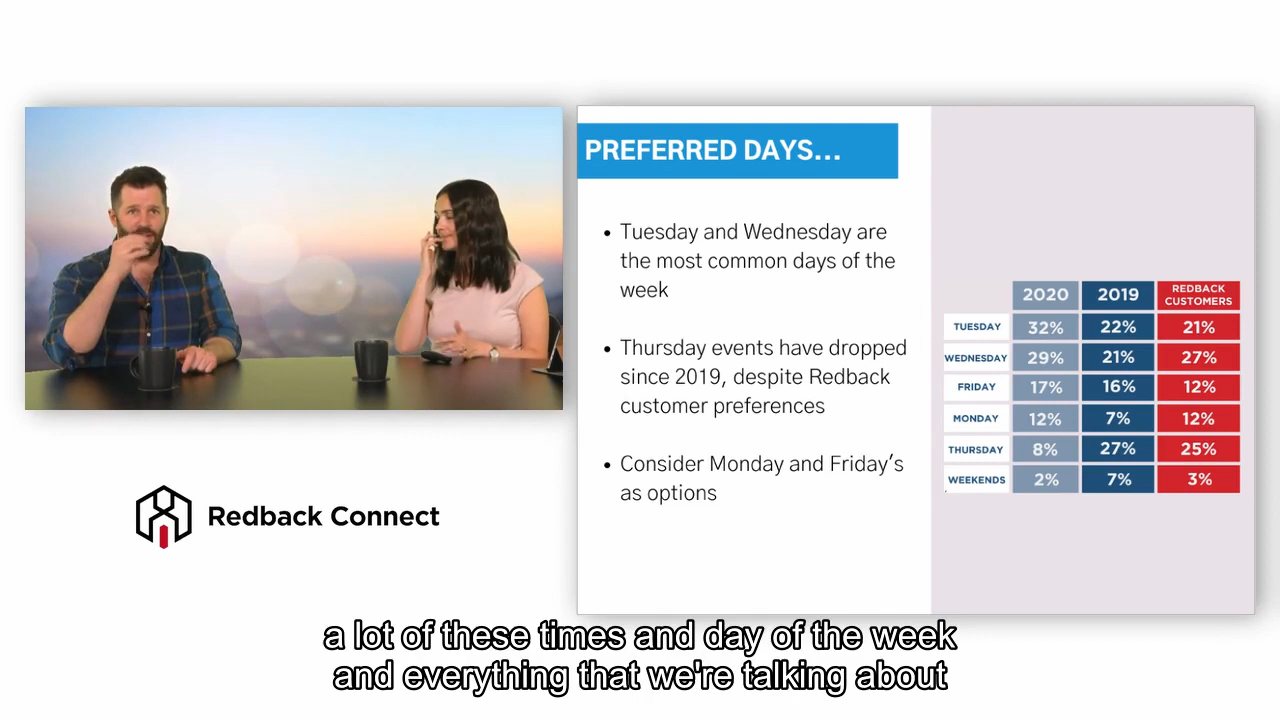 PREFERRED DAYS...
• Tuesday and Wednesday are
the most common days of the
week
• Thursday events have dropped
since 2019, despite Redback
customer preferences
• Consider Monday and Friday's
as options
2020 2019 REDBACK
CUSTOMERS
TUESDAY 32% 22% 21%
WEDNESDAY 29% 21% 27%
FRIDAY 17% 16% 12%
MONDAY 12% 7% 12%
THURSDAY 8% 27% 25%
WEEKENDS 2% 7% 3%
Redback Connect
a lot of these times and day of the week
and everything that we're talking about